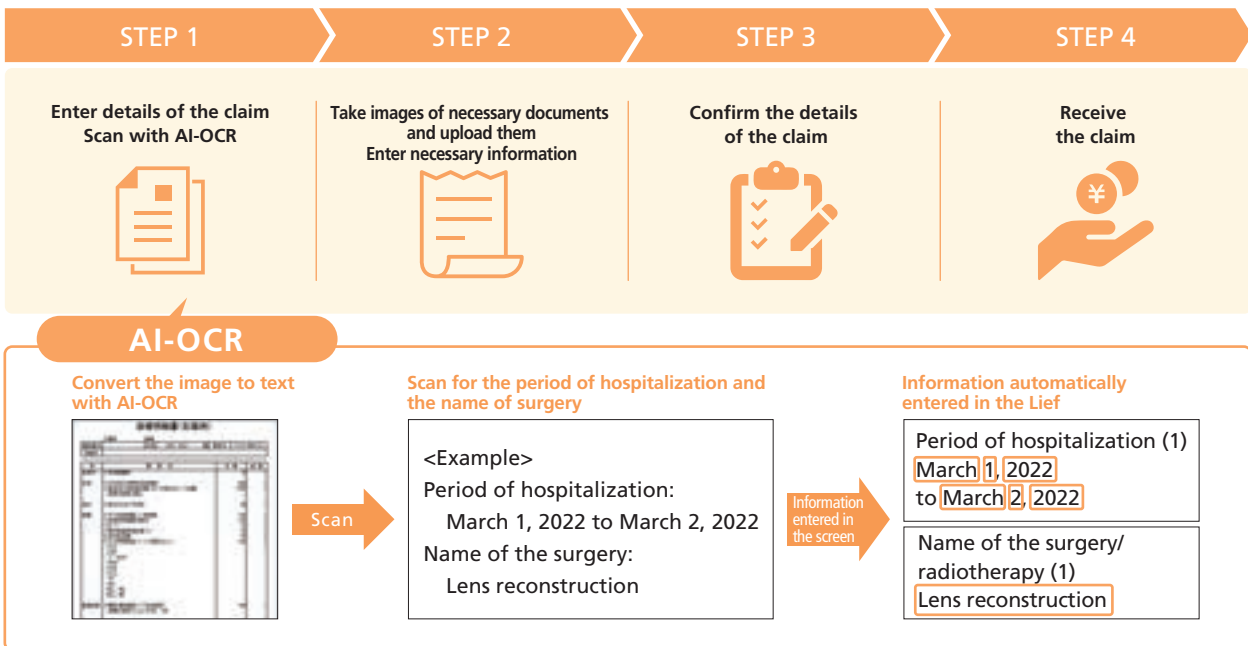 STEP 1
STEP 2
STEP 3
STEP 4
Enter details of the claim
Scan with AI-OCR
Take images of necessary documents
and upload them
Enter necessary information
Confirm the details
of the claim
Receive
the claim
¥
AI-OCR
Convert the image to text
with AI-OCR
Scan
Scan for the period of hospitalization and
the name of surgery
<Example>
Period of hospitalization:
March 1, 2022 to March 2, 2022
Name of the surgery:
Lens reconstruction
Information
entered in
the screen
Information automatically
entered in the Lief
Period of hospitalization (1)
March 1, 2022
to March 2, 2022
Name of the surgery/
radiotherapy (1)
Lens reconstruction